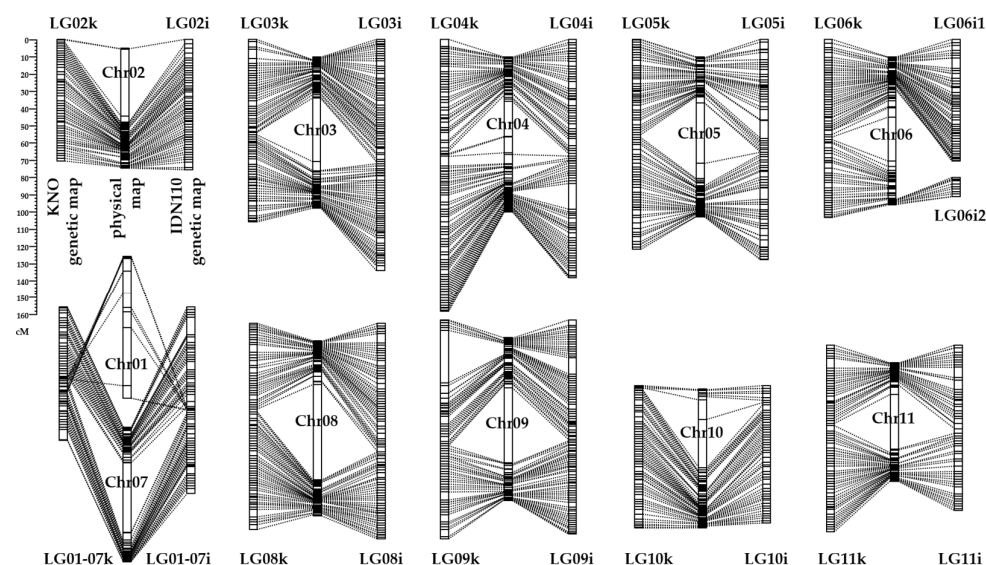 LG02k LG02i LG03k LG03i LG04k LG04i LG05k LG05i LG06k LG06i1
0
10
20
30
40
50
60
70
80
90
100
110
120
130
140
150
160
cM
Chr02
Chr03
Chr04
Chr05
Chr06
KNO
genetic map
physical
map
IDN110
genetic map
LG06i2
Chr01
Chr07
Chr08
Chr09
Chr10
Chr11
LG01-07k LG01-07i LG08k LG08i LG09k LG09i LG10k LG10i LG11k LG11i